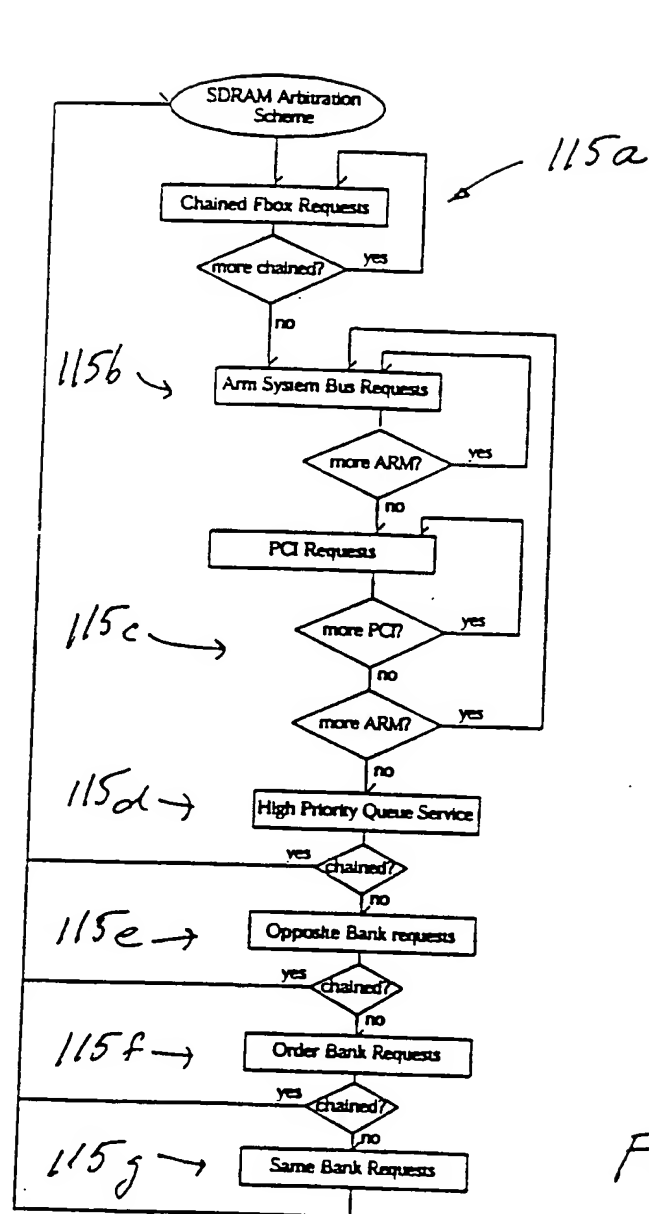 SDRAM Arbitration
Scheme
115a
Chained Fbox Requests
more chained?
yes
no
115b
Arm System Bus Requests
more ARM?
yes
no
PCI Requests
115c
more PCI?
yes
no
more ARM?
yes
no
115d
High Priority Queue Service
yes
chained?
no
115e
Opposite Bank requests
yes
chained?
no
115f
Order Bank Requests
yes
chained?
no
115g
Same Bank Requests
F